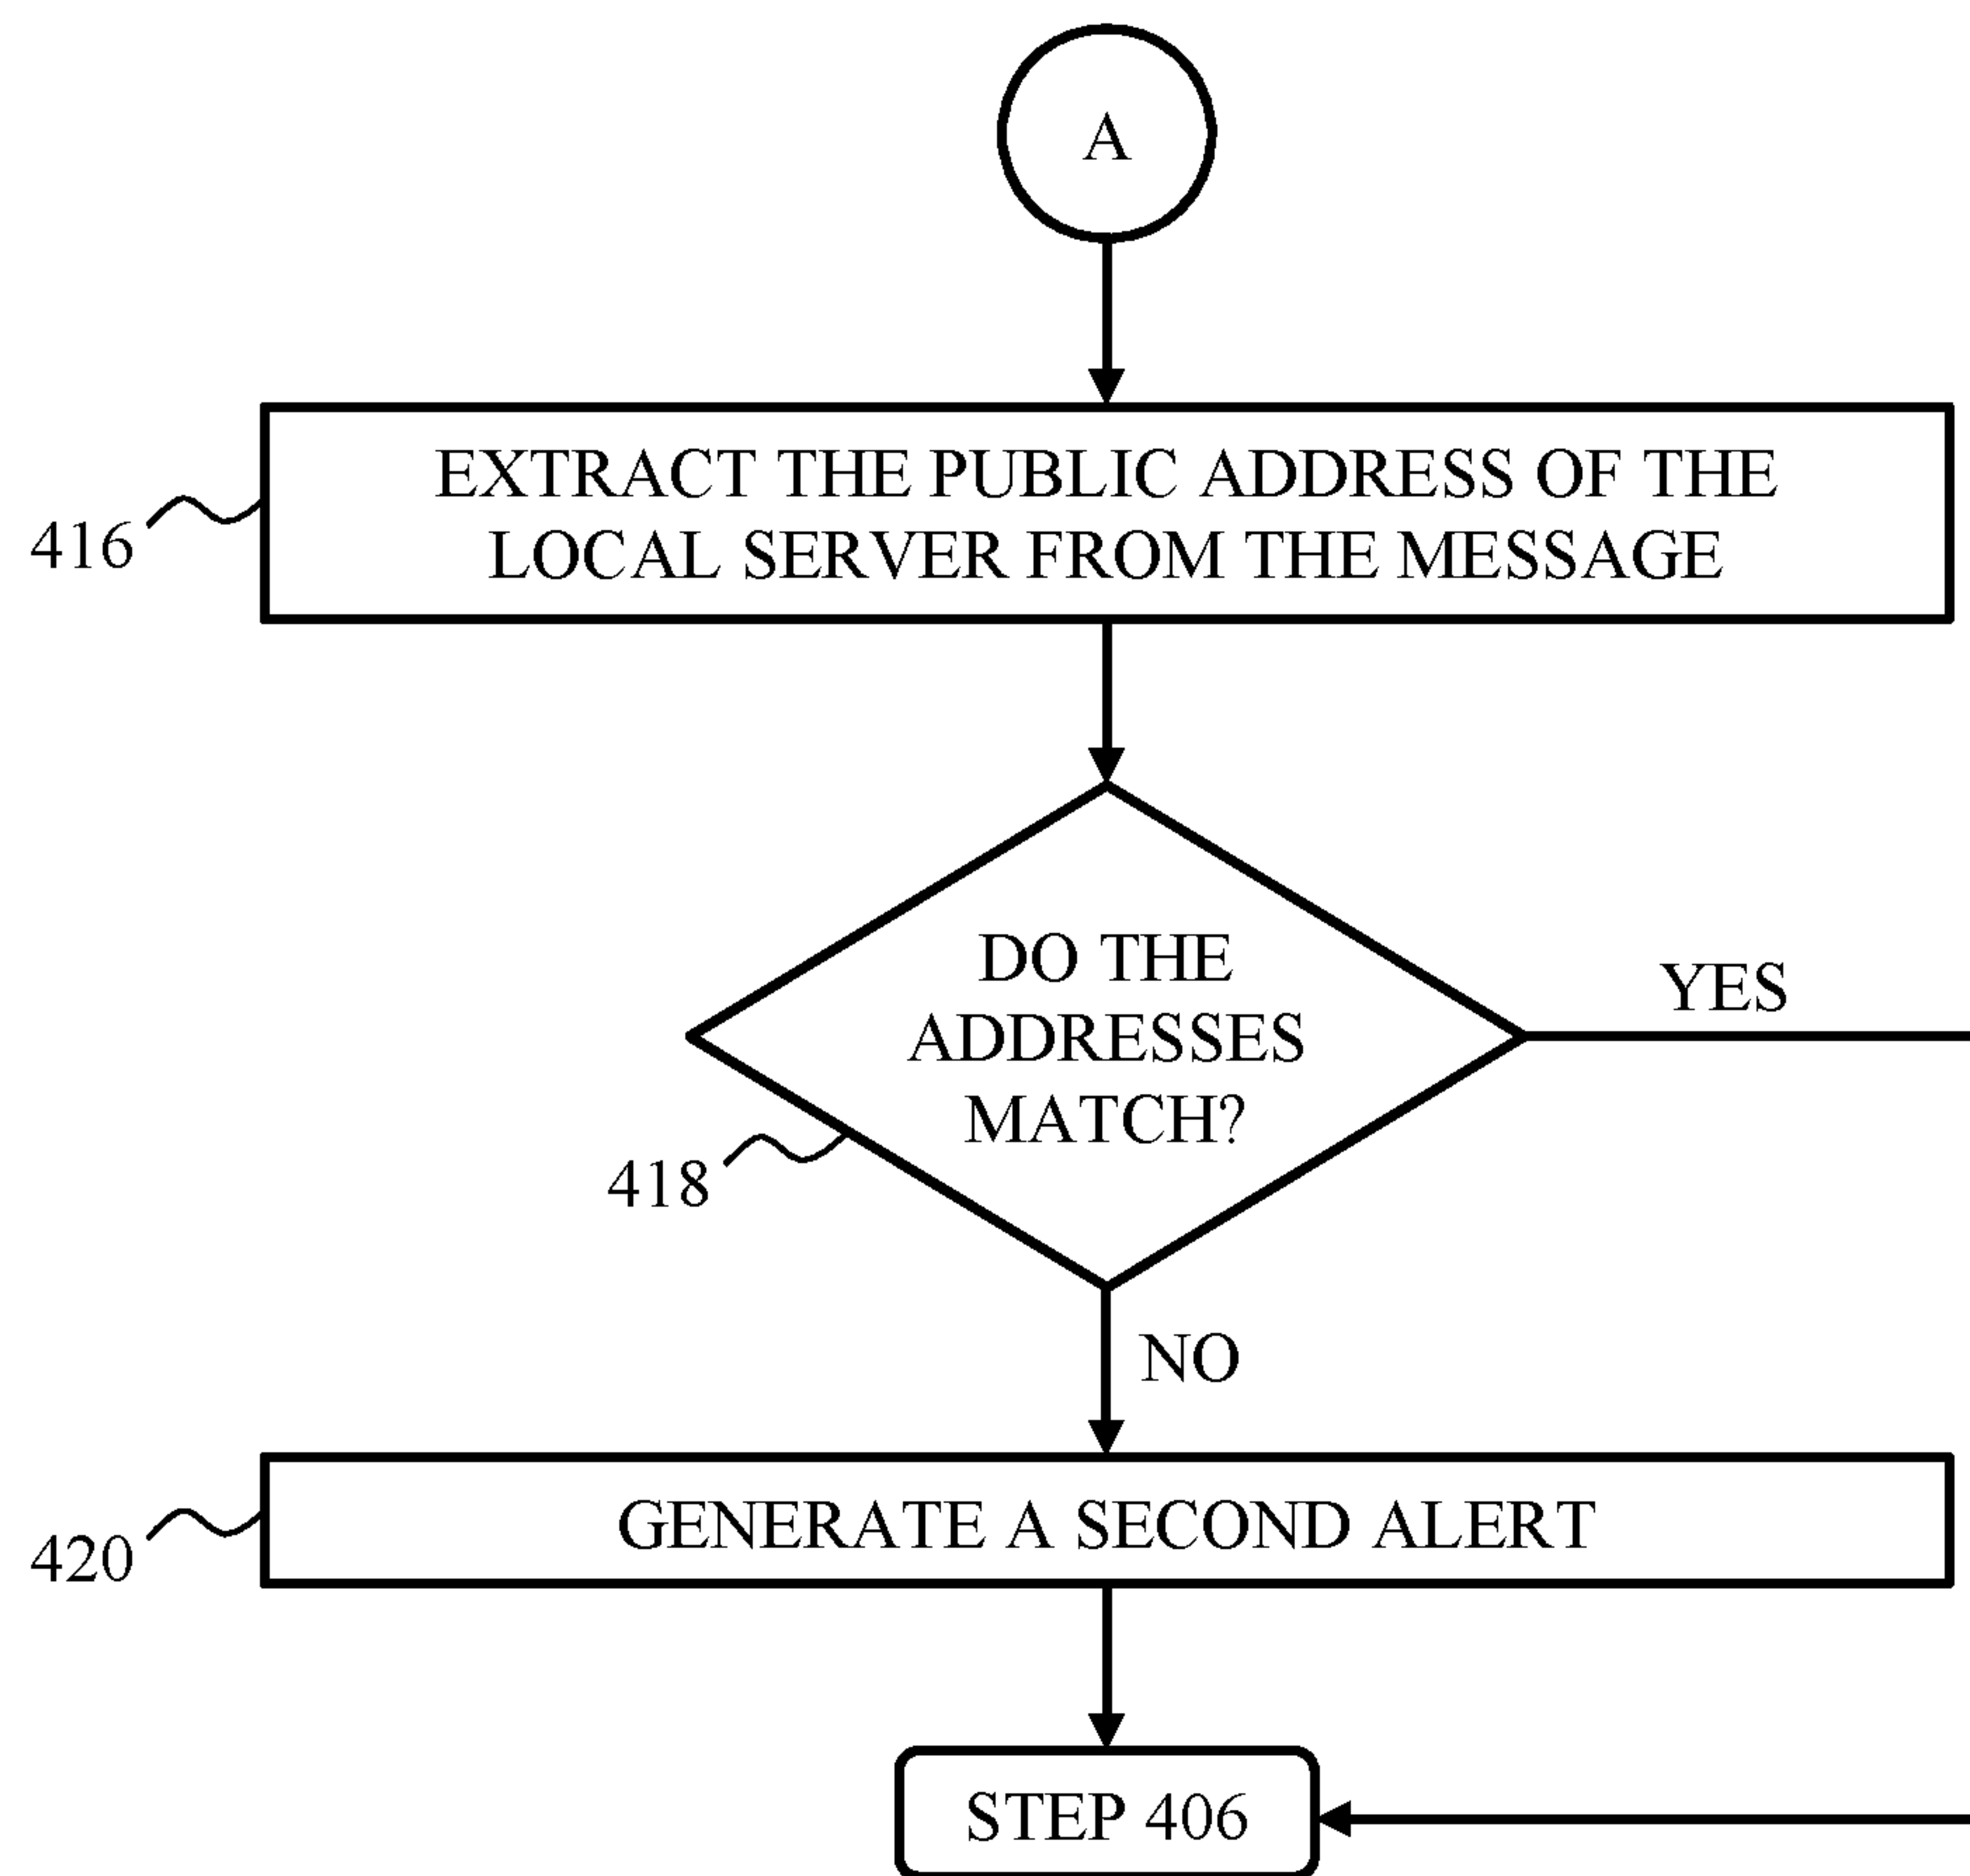 A
EXTRACT THE PUBLIC ADDRESS OF THE
LOCAL SERVER FROM THE MESSAGE
416
DO THE
ADDRESSES
MATCH?
YES
418
NO
GENERATE A SECOND ALERT
420
STEP 406